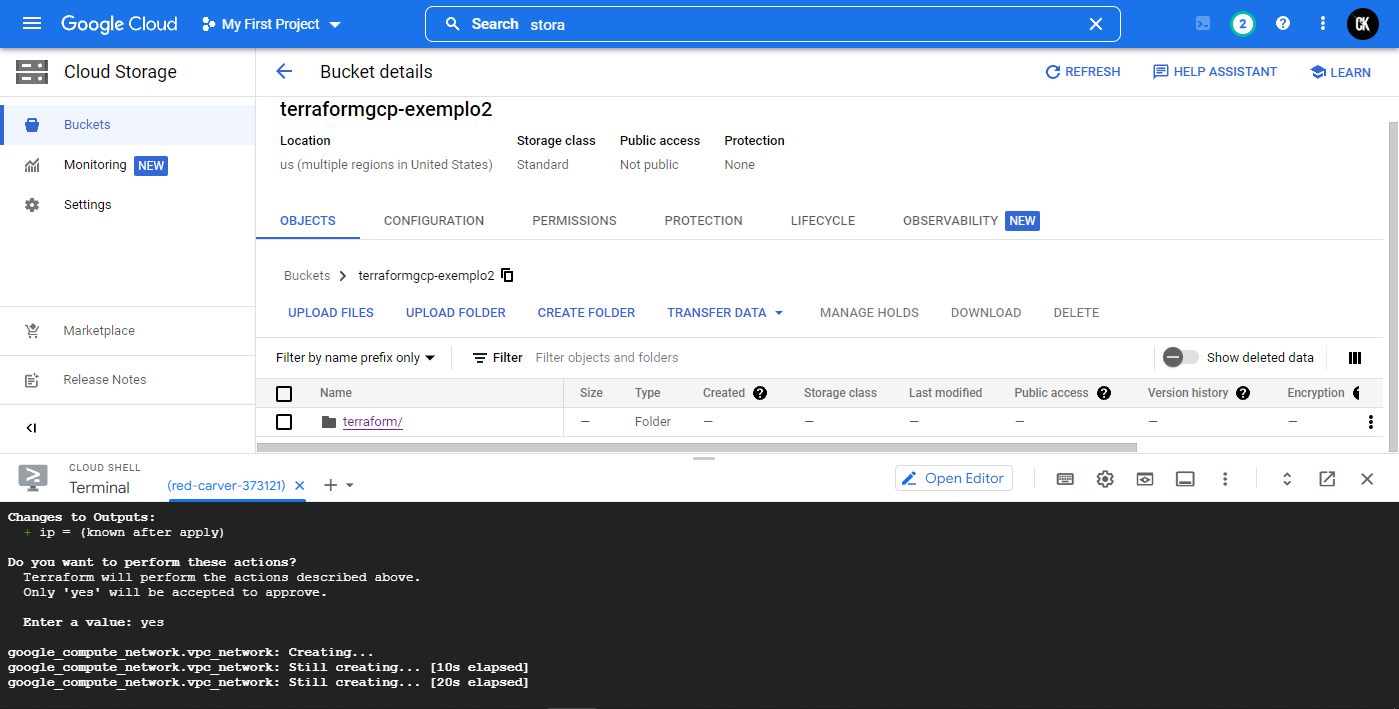 Google Cloud My First Project Search stora 2 CK
Cloud Storage
Buckets
Monitoring NEW
Settings
Marketplace
Release Notes
Bucket details REFRESH HELP ASSISTANT LEARN
terraformgcp-exemplo2
Location Storage class Public access Protection
us (multiple regions in United States) Standard Not public None
OBJECTS CONFIGURATION PERMISSIONS PROTECTION LIFECYCLE OBSERVABILITY NEW
Buckets > terraformgcp-exemplo2
UPLOAD FILES UPLOAD FOLDER CREATE FOLDER TRANSFER DATA MANAGE HOLDS DOWNLOAD DELETE
Filter by name prefix only Filter Filter objects and folders Show deleted data
Name Size Type Created Storage class Last modified Public access Version history Encryption
terraform/ — Folder — — — — — —
CLOUD SHELL
Terminal (red-carver-373121) Open Editor
Changes to Outputs:
+ ip = (known after apply)
Do you want to perform these actions?
Terraform will perform the actions described above.
Only 'yes' will be accepted to approve.
Enter a value: yes
google_compute_network.vpc_network: Creating...
google_compute_network.vpc_network: Still creating... [10s elapsed]
google_compute_network.vpc_network: Still creating... [20s elapsed]